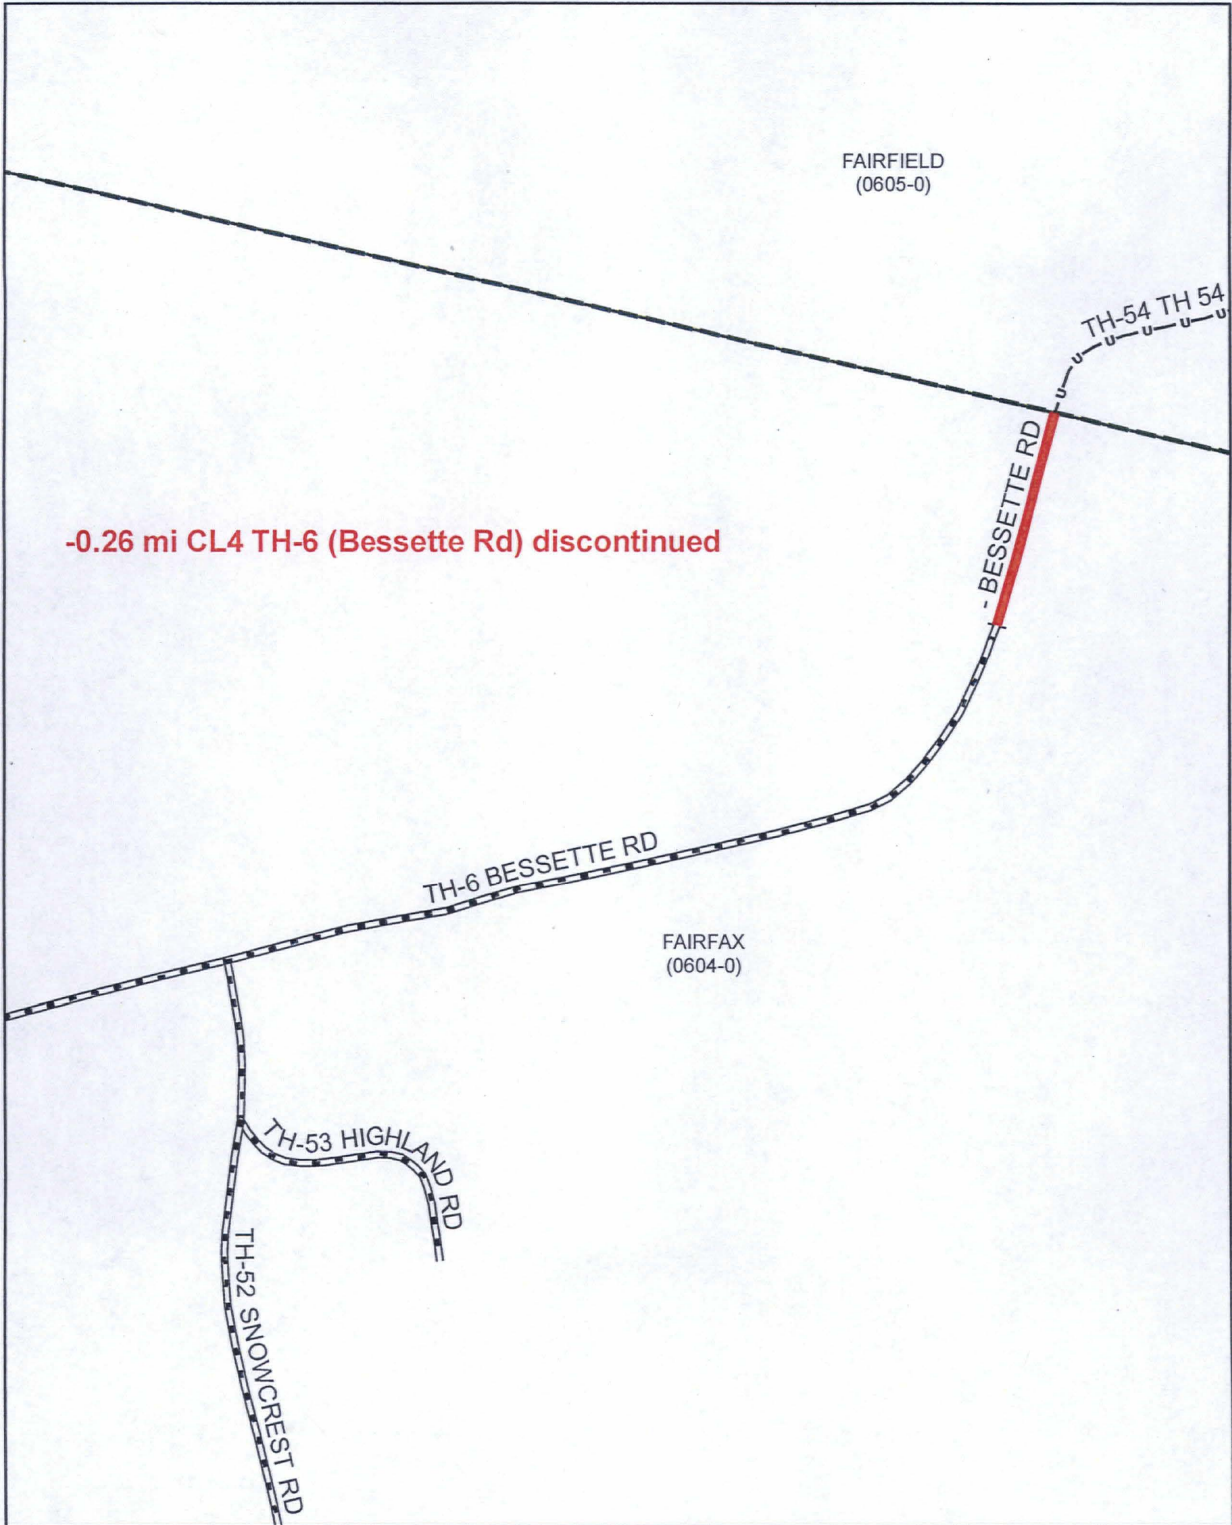 FAIRFIELD
(0605-0)
TH-54 TH 54
- BESSETTE RD
-0.26 mi CL4 TH-6 (Bessette Rd) discontinued
TH-6 BESSETTE RD
FAIRFAX
(0604-0)
TH-53 HIGHLAND RD
TH-52 SNOWCREST RD